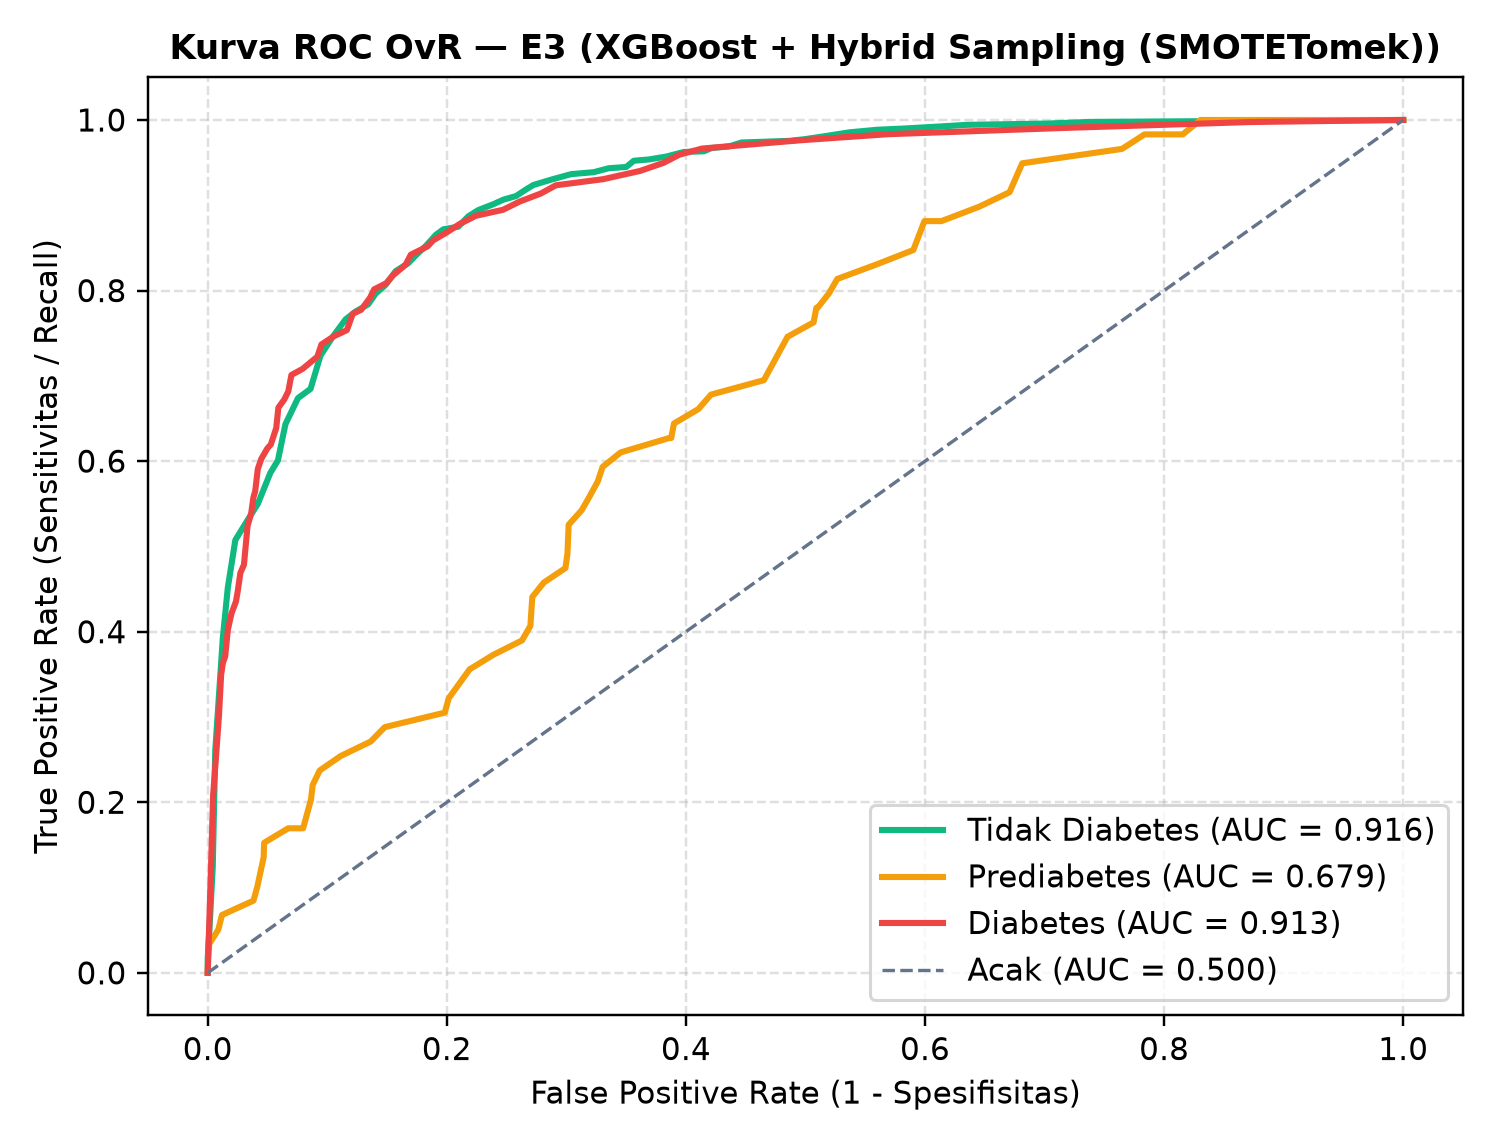 Kurva ROC OvR — E3 (XGBoost + Hybrid Sampling (SMOTETomek))
True Positive Rate (Sensitivitas / Recall)
1.0
0.8
0.6
0.4
0.2
0.0
Tidak Diabetes (AUC = 0.916)
Prediabetes (AUC = 0.679)
Diabetes (AUC = 0.913)
Acak (AUC = 0.500)
0.0 0.2 0.4 0.6 0.8 1.0
False Positive Rate (1 - Spesifisitas)